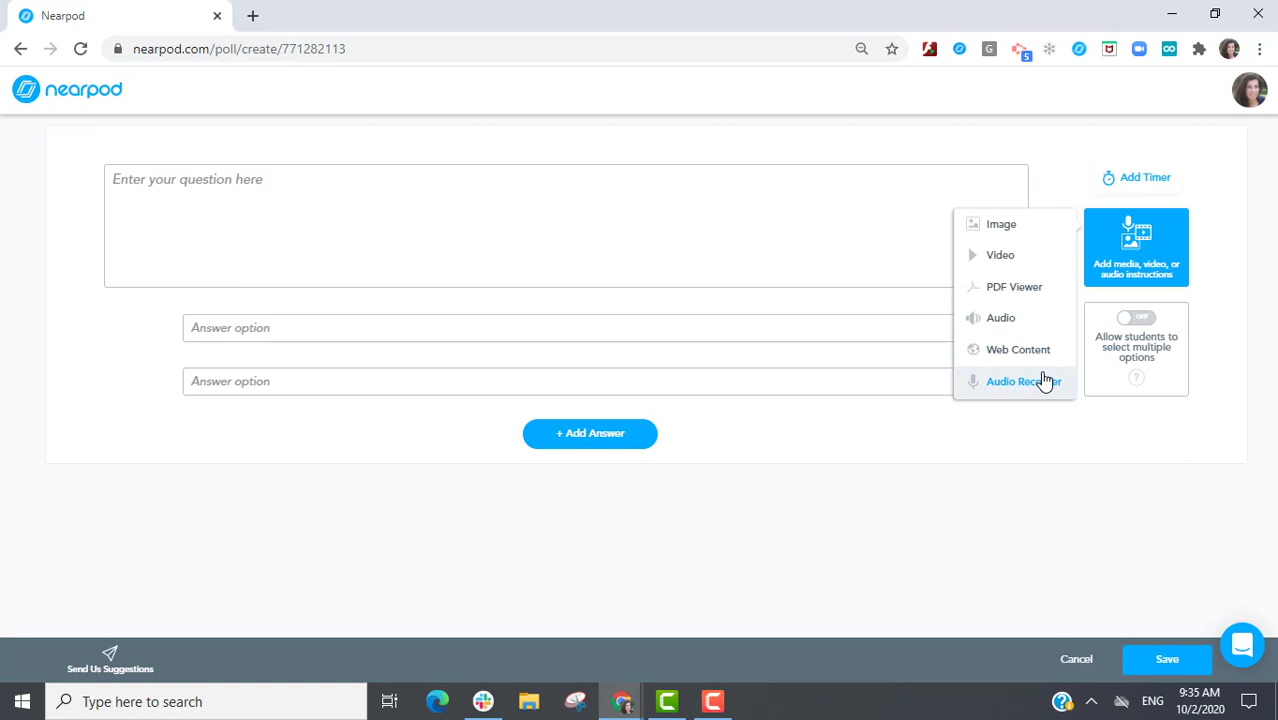 Nearpod
nearpod.com/poll/create/771282113
G
5
nearpod
Enter your question here
Add Timer
Image
Video
PDF Viewer
Audio
Web Content
Add media, video, or
audio instructions
OFF
Allow students to
select multiple
options
?
Answer option
Answer option
+ Add Answer
Send Us Suggestions
Cancel
Save
Type here to search
ENG
9:35 AM
10/2/2020